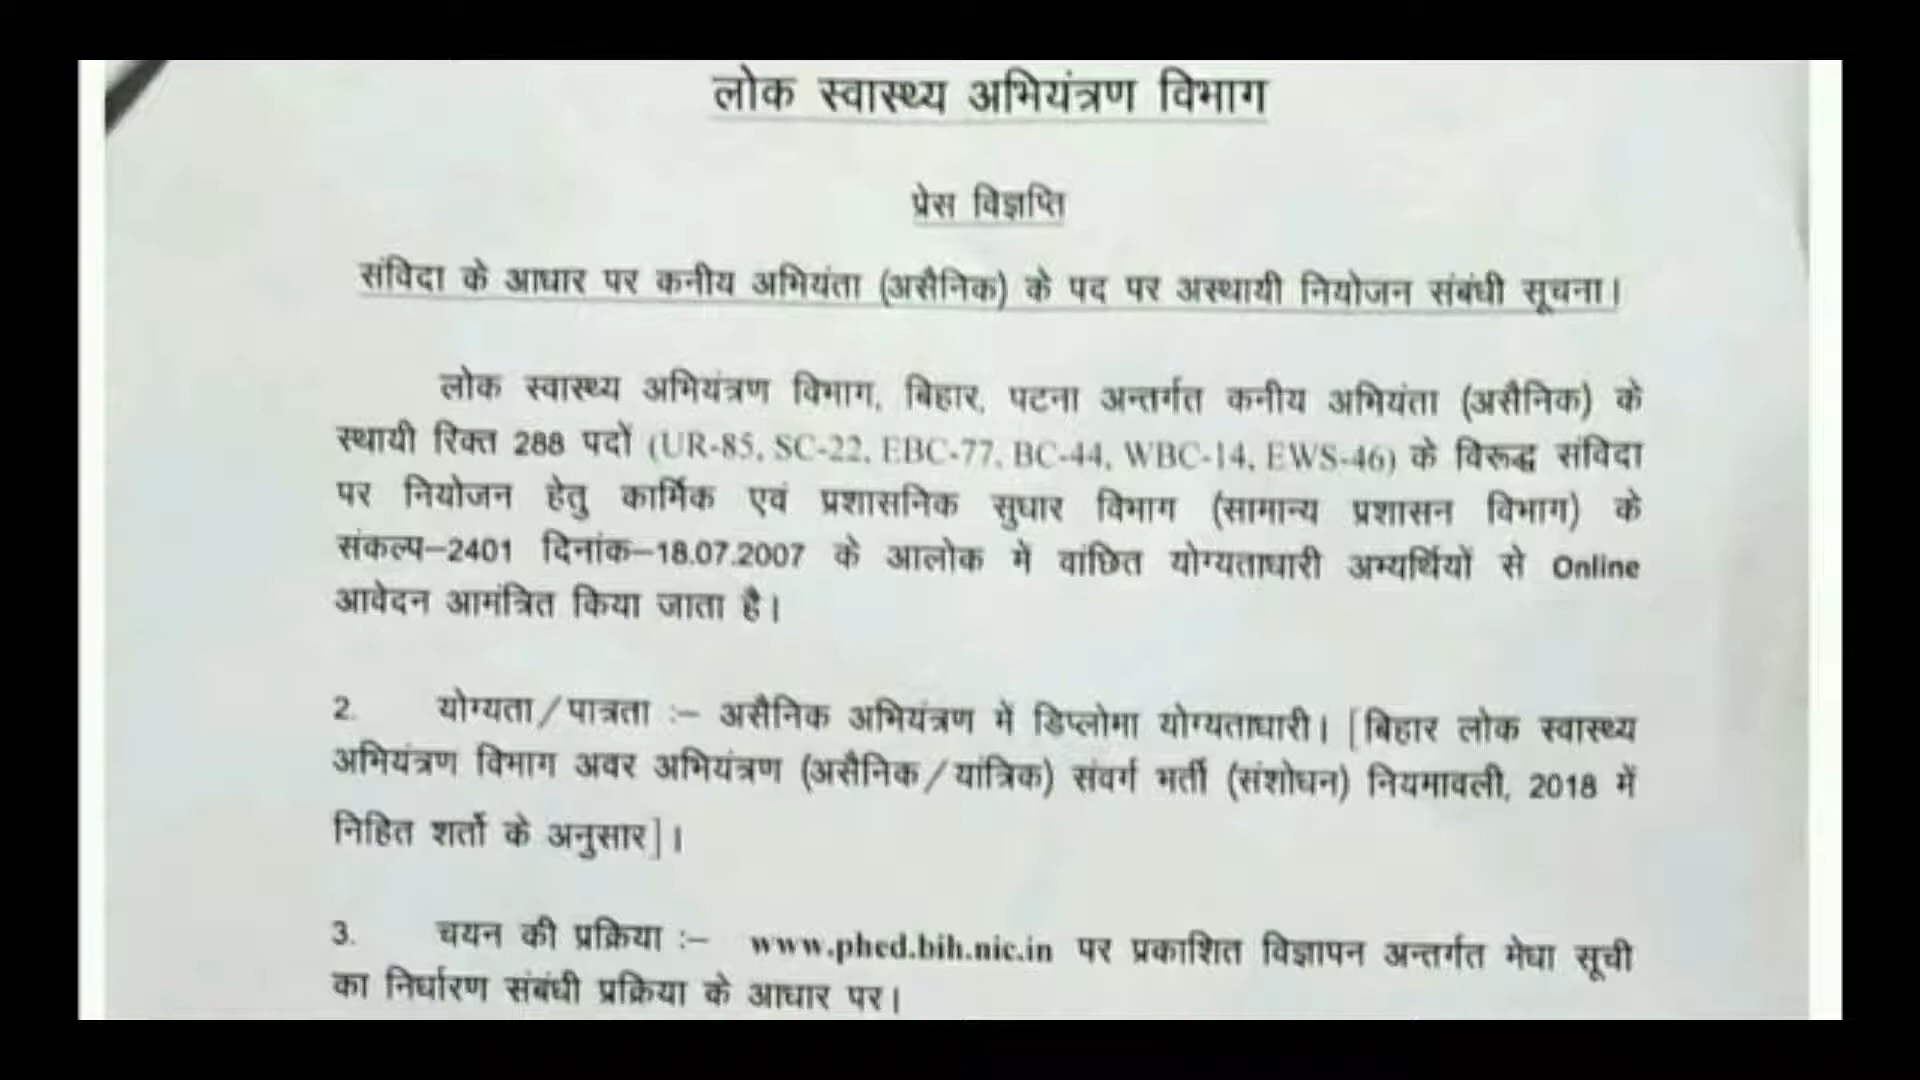 लोक स्वास्थ्य अभियंत्रण विभाग
प्रेस विज्ञप्ति
संविदा के आधार पर कनीय अभियंता (असैनिक) के पद पर अस्थायी नियोजन संबंधी सूचना।
लोक स्वास्थ्य अभियंत्रण विभाग, बिहार, पटना अन्तर्गत कनीय अभियंता (असैनिक) के
स्थायी रिक्त 288 पदों (UR-85, SC-22, EBC-77, BC-44, WBC-14, EWS-46) के विरूद्ध संविदा
पर नियोजन हेतु कार्मिक एवं प्रशासनिक सुधार विभाग (सामान्य प्रशासन विभाग) के
संकल्प–2401 दिनांक–18.07.2007 के आलोक में वांछित योग्यताधारी अभ्यर्थियों से Online
आवेदन आमंत्रित किया जाता है।
2. योग्यता/पात्रता :– असैनिक अभियंत्रण में डिप्लोमा योग्यताधारी। [बिहार लोक स्वास्थ्य
अभियंत्रण विभाग अवर अभियंत्रण (असैनिक/यांत्रिक) संवर्ग भर्ती (संशोधन) नियमावली, 2018 में
निहित शर्तो के अनुसार]।
3. चयन की प्रक्रिया :– www.phed.bih.nic.in पर प्रकाशित विज्ञापन अन्तर्गत मेधा सूची
का निर्धारण संबंधी प्रक्रिया के आधार पर।